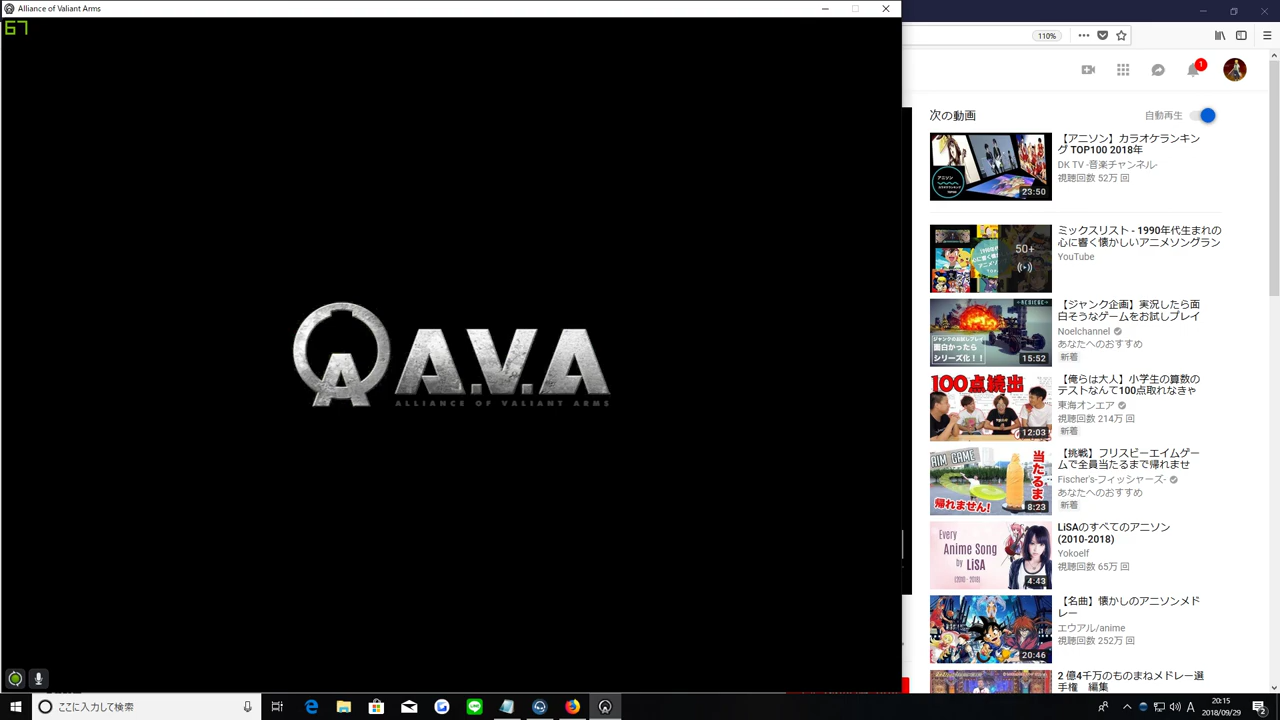 Alliance of Valiant Arms
67
A.V.A
ALLIANCE OF VALIANT ARMS
110%
1
次の動画
自動再生
【アニソン】カラオケランキン
グ TOP100 2018年
DK TV -音楽チャンネル-
視聴回数 52万 回
23:50
ミックスリスト - 1990年代生まれの
心に響く懐かしいアニメソングラン
YouTube
50+
【ジャンク企画】実況したら面
白そうなゲームをお試しプレイ
Noelchannel
あなたへのおすすめ
新着
面白かったら
シリーズ化！！
15:52
【俺らは大人】小学生の算数の
テストなんて100点取れなきゃ
東海オンエア
視聴回数 214万 回
新着
100点続出
12:03
【挑戦】フリスビーエイムゲー
ムで全員当たるまで帰れませ
Fischer's-フィッシャーズ-
あなたへのおすすめ
新着
AIM GAME
当たるまで
帰れません!
8:23
LiSAのすべてのアニソン
(2010-2018)
Yokoelf
視聴回数 65万 回
Every
Anime Song
by LiSA
(2010 - 2018)
4:43
【名曲】懐かしのアニソンメド
レー
エウアル/anime
視聴回数 252万 回
20:46
2 億4千万のものまねメドレー選
手権　編集
ここに入力して検索
A
20:15
2018/09/29
2